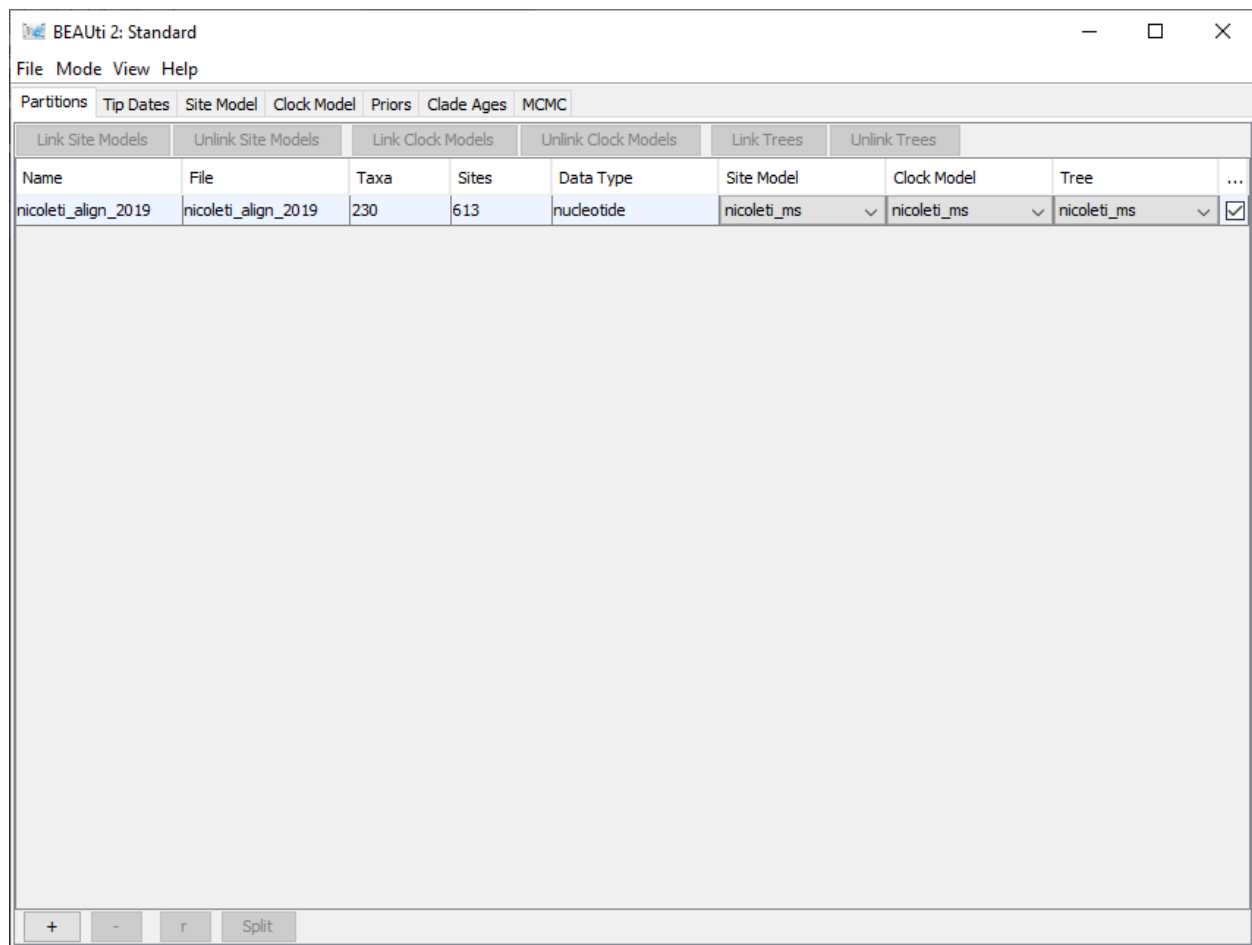 BEAUti 2: Standard
File Mode View Help
Partitions Tip Dates Site Model Clock Model Priors Clade Ages MCMC
Link Site Models Unlink Site Models Link Clock Models Unlink Clock Models Link Trees Unlink Trees
Name File Taxa Sites Data Type Site Model Clock Model Tree ...
nicoleti_align_2019 nicoleti_align_2019 230 613 nucleotide nicoleti_ms nicoleti_ms nicoleti_ms
+ - r Split